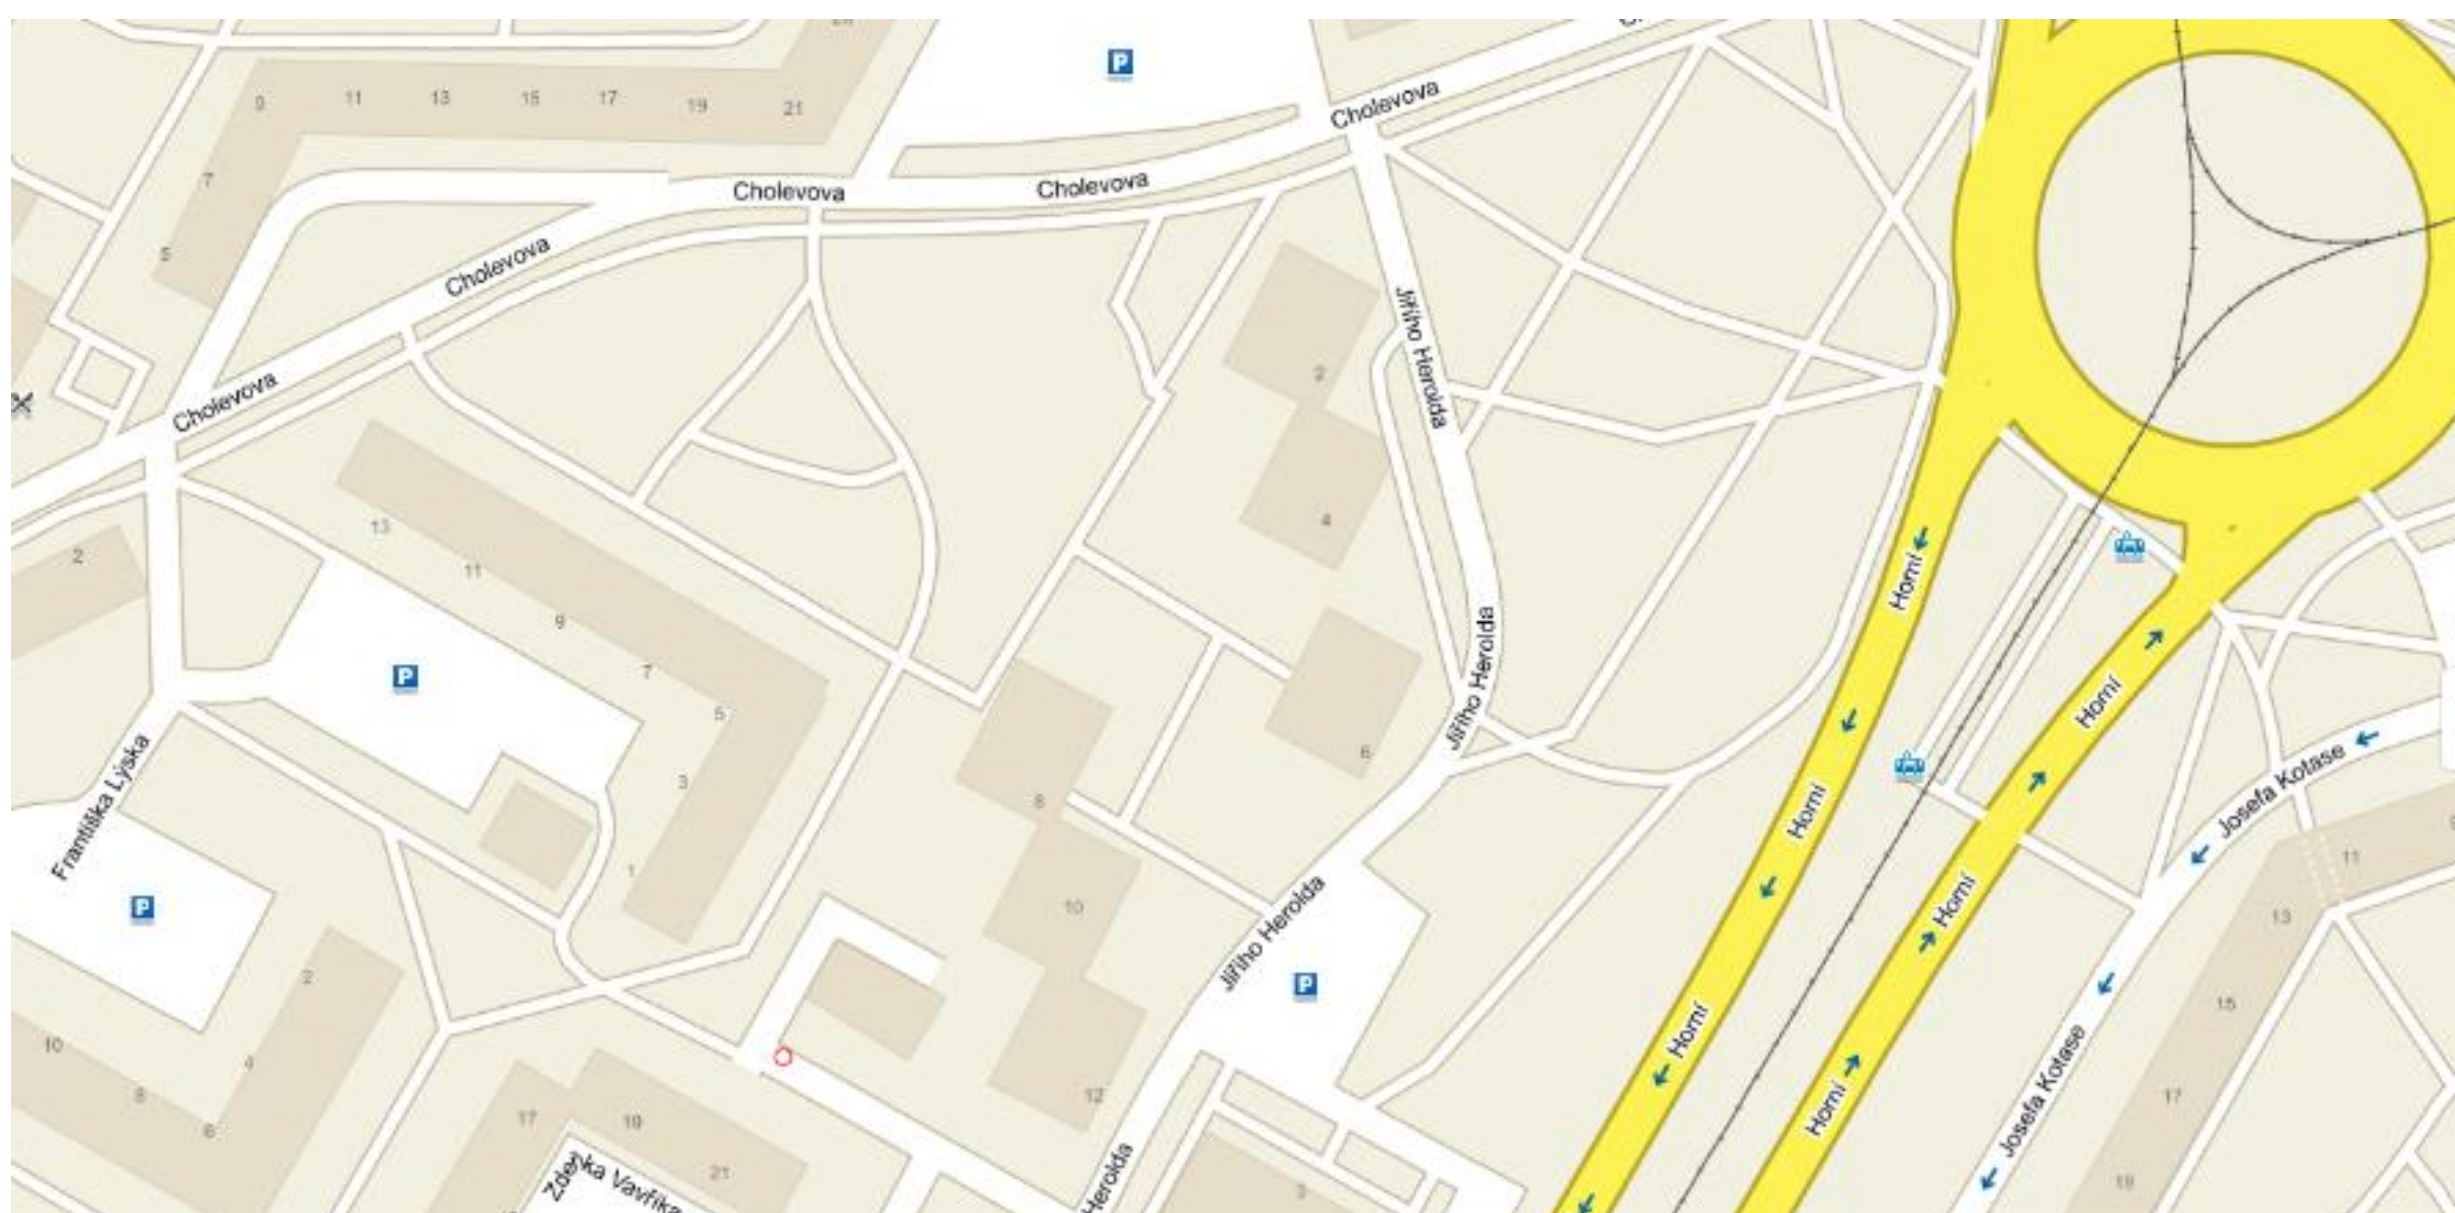 P
9
11
13
15
17
19
21
Cholevova
7
Cholevova
Cholevova
5
Cholevova
Jiřího Herolda
2
Cholevova
4
13
2
11
Horní
9
7
P
5
Jiřího Herolda
Horní
6
Františka Lýska
3
8
Horní
Josefa Kotase
11
1
P
10
Jiřího Herolda
Horní
13
2
P
15
10
4
Horní
8
12
Horní
Josefa Kotase
17
6
17
19
21
Zdeňka Vavříka
Herolda
3
19